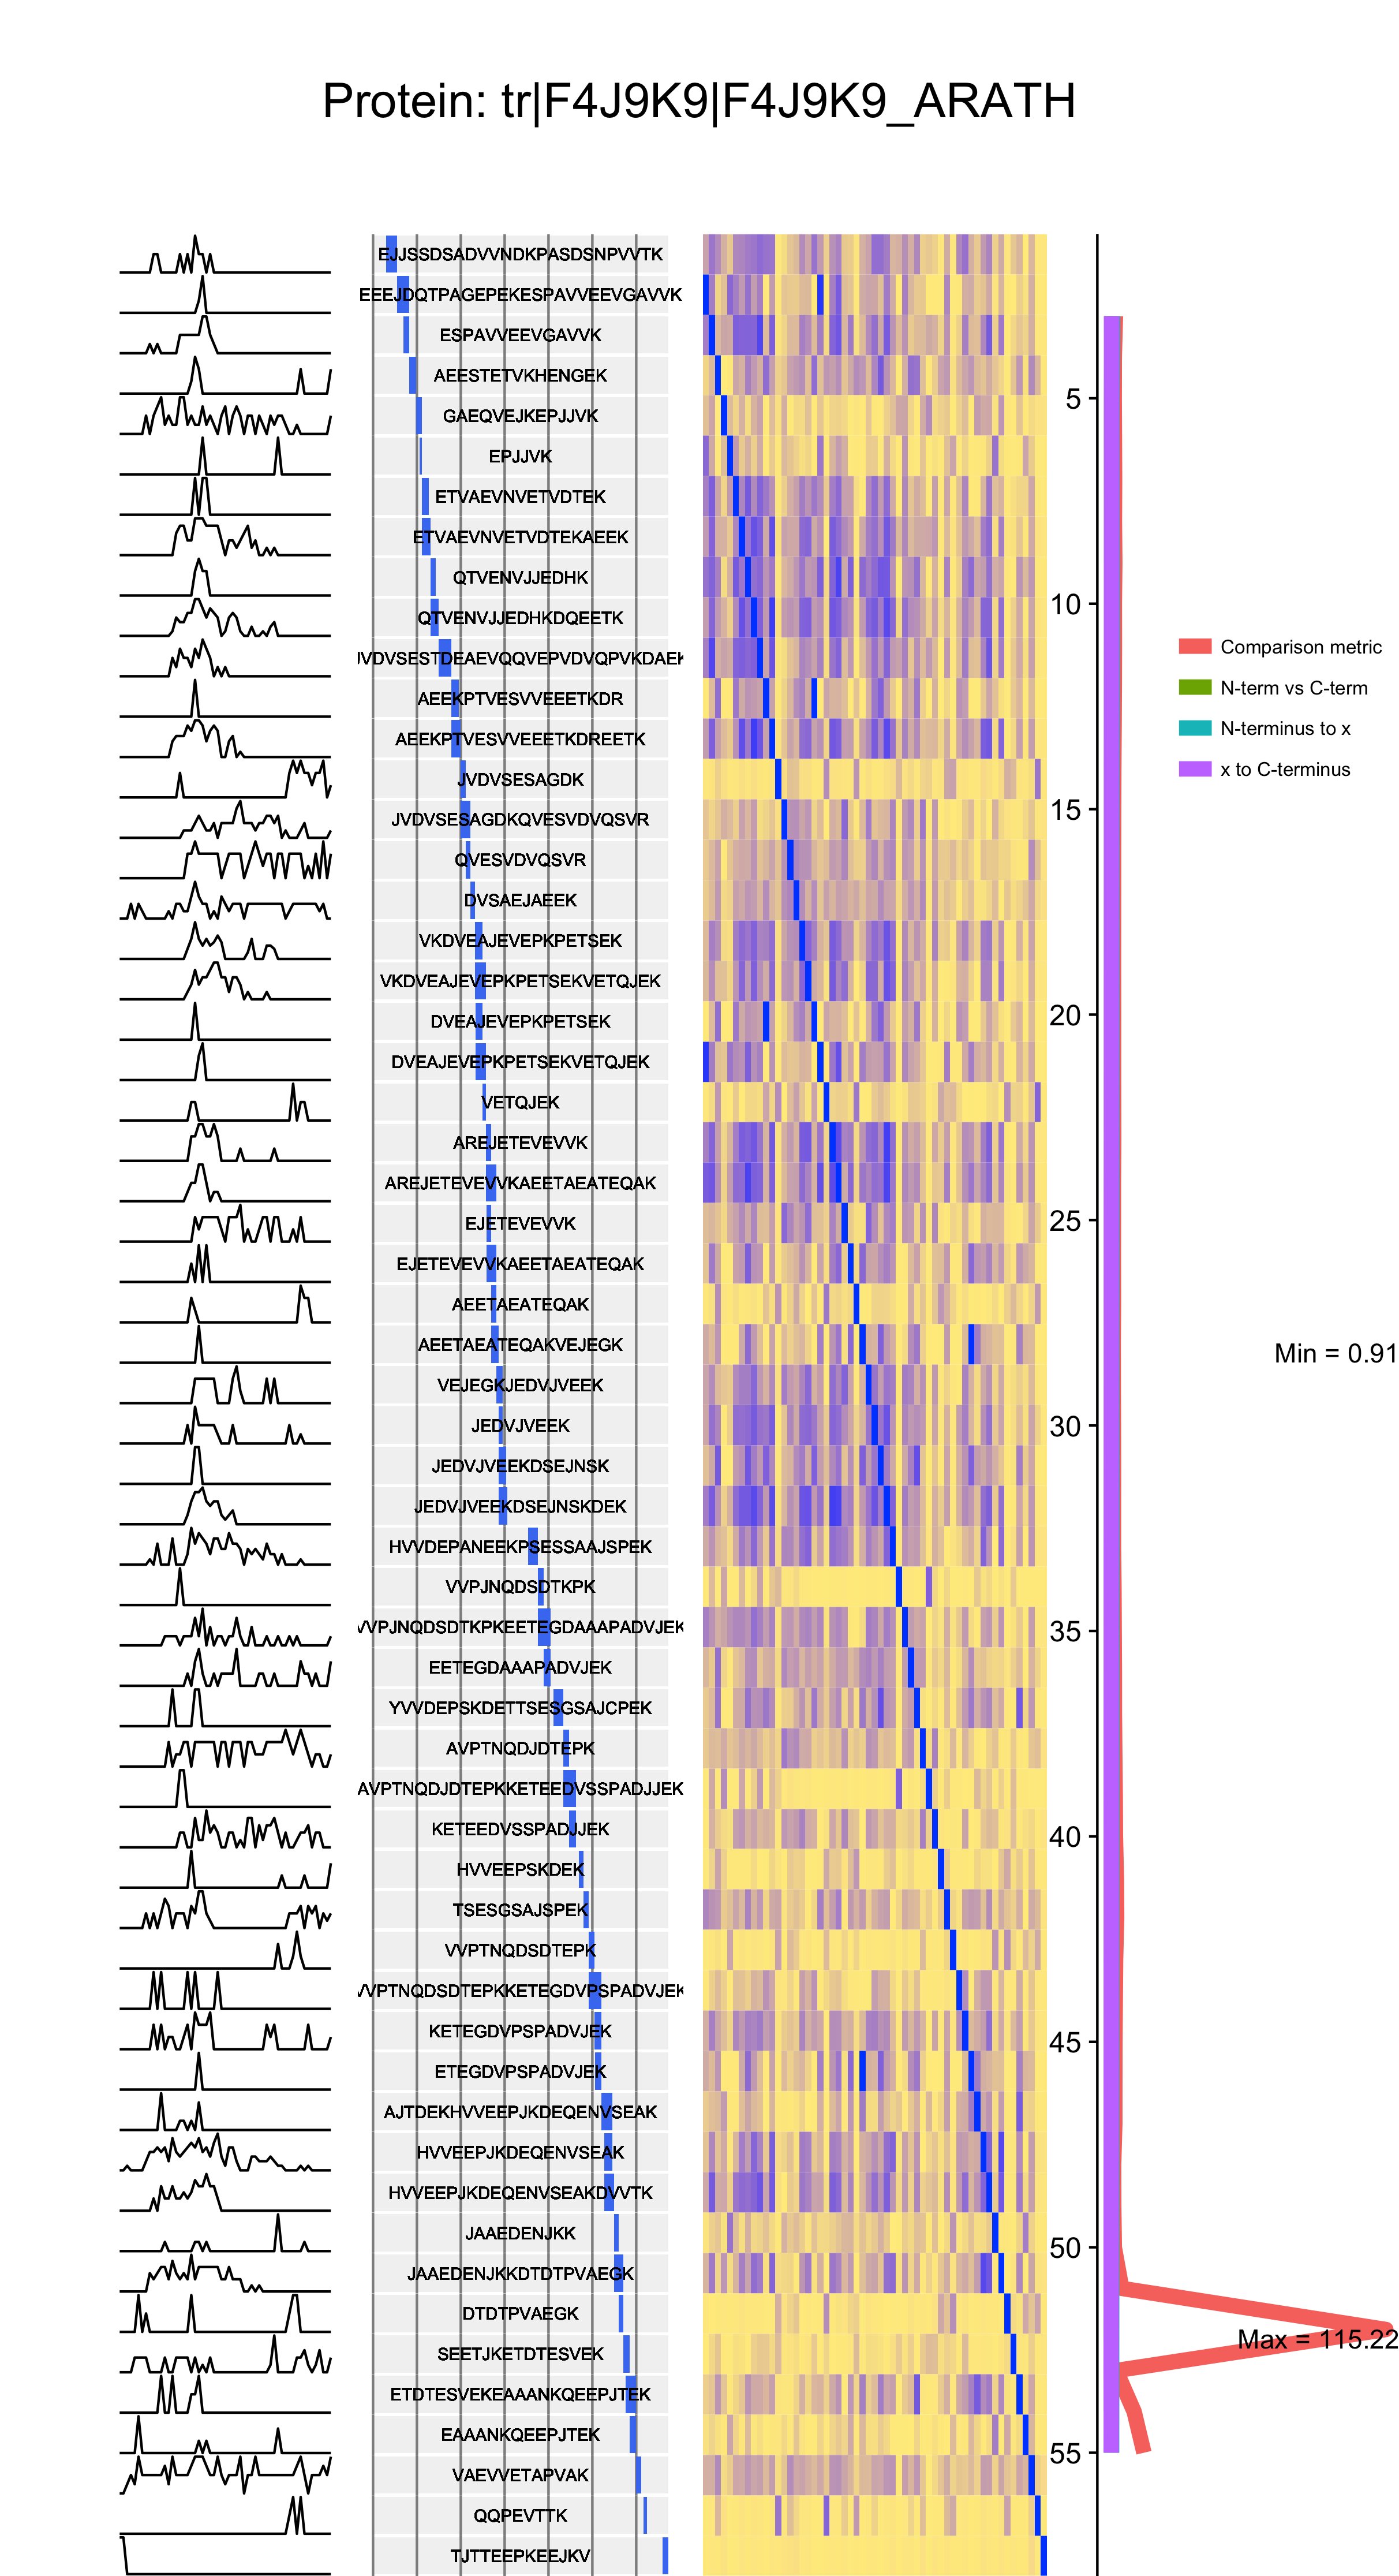 Protein: tr|F4J9K9|F4J9K9_ARATH
EJJSSDSADVVNDKPASDSNPVVTK
EEEJDQTPAGEPEKESPAVVEEVGAVVK
ESPAVVEEVGAVVK
AEESTETVKHENGEK
GAEQVEJKEPJJVK
EPJJVK
ETVAEVNVETVDTEK
ETVAEVNVETVDTEKAEEK
QTVENVJJEDHK
QTVENVJJEDHKDQEETK
JVDVSESTDEAEVQQVEPVDVQPVKDAEK
AEEKPTVESVVEEETKDR
AEEKPTVESVVEEETKDREETK
JVDVSESAGDK
JVDVSESAGDKQVESVDVQSVR
QVESVDVQSVR
DVSAEJAEEK
VKDVEAJEVEPKPETSEK
VKDVEAJEVEPKPETSEKVETQJEK
DVEAJEVEPKPETSEK
DVEAJEVEPKPETSEKVETQJEK
VETQJEK
AREJETEVEVVK
AREJETEVEVVKAEETAEATEQAK
EJETEVEVVK
EJETEVEVVKAEETAEATEQAK
AEETAEATEQAK
AEETAEATEQAKVEJEGK
VEJEGKJEDVJVEEK
JEDVJVEEK
JEDVJVEEKDSEJNSK
JEDVJVEEKDSEJNSKDEK
HVVDEPANEEKPSESSAAJSPEK
VVPJNQDSDTKPK
VVPJNQDSDTKPKEETEGDAAAPADVJEK
EETEGDAAAPADVJEK
YVVDEPSKDETTSESGSAJCPEK
AVPTNQDJDTEPK
AVPTNQDJDTEPKKETEEDVSSPADJJEK
KETEEDVSSPADJJEK
HVVEEPSKDEK
TSESGSAJSPEK
VVPTNQDSDTEPK
VVPTNQDSDTEPKKETEGDVPSPADVJEK
KETEGDVPSPADVJEK
ETEGDVPSPADVJEK
AJTDEKHVVEEPJKDEQENVSEAK
HVVEEPJKDEQENVSEAK
HVVEEPJKDEQENVSEAKDVVTK
JAAEDENJKK
JAAEDENJKKDTDTPVAEGK
DTDTPVAEGK
SEETJKETDTESVEK
ETDTESVEKEAAANKQEEPJTEK
EAAANKQEEPJTEK
VAEVVETAPVAK
QQPEVTTK
TJTTEEPKEEJKV
5
10
15
20
25
30
35
40
45
50
55
Comparison metric
N-term vs C-term
N-terminus to x
x to C-terminus
Min = 0.91
Max = 115.22